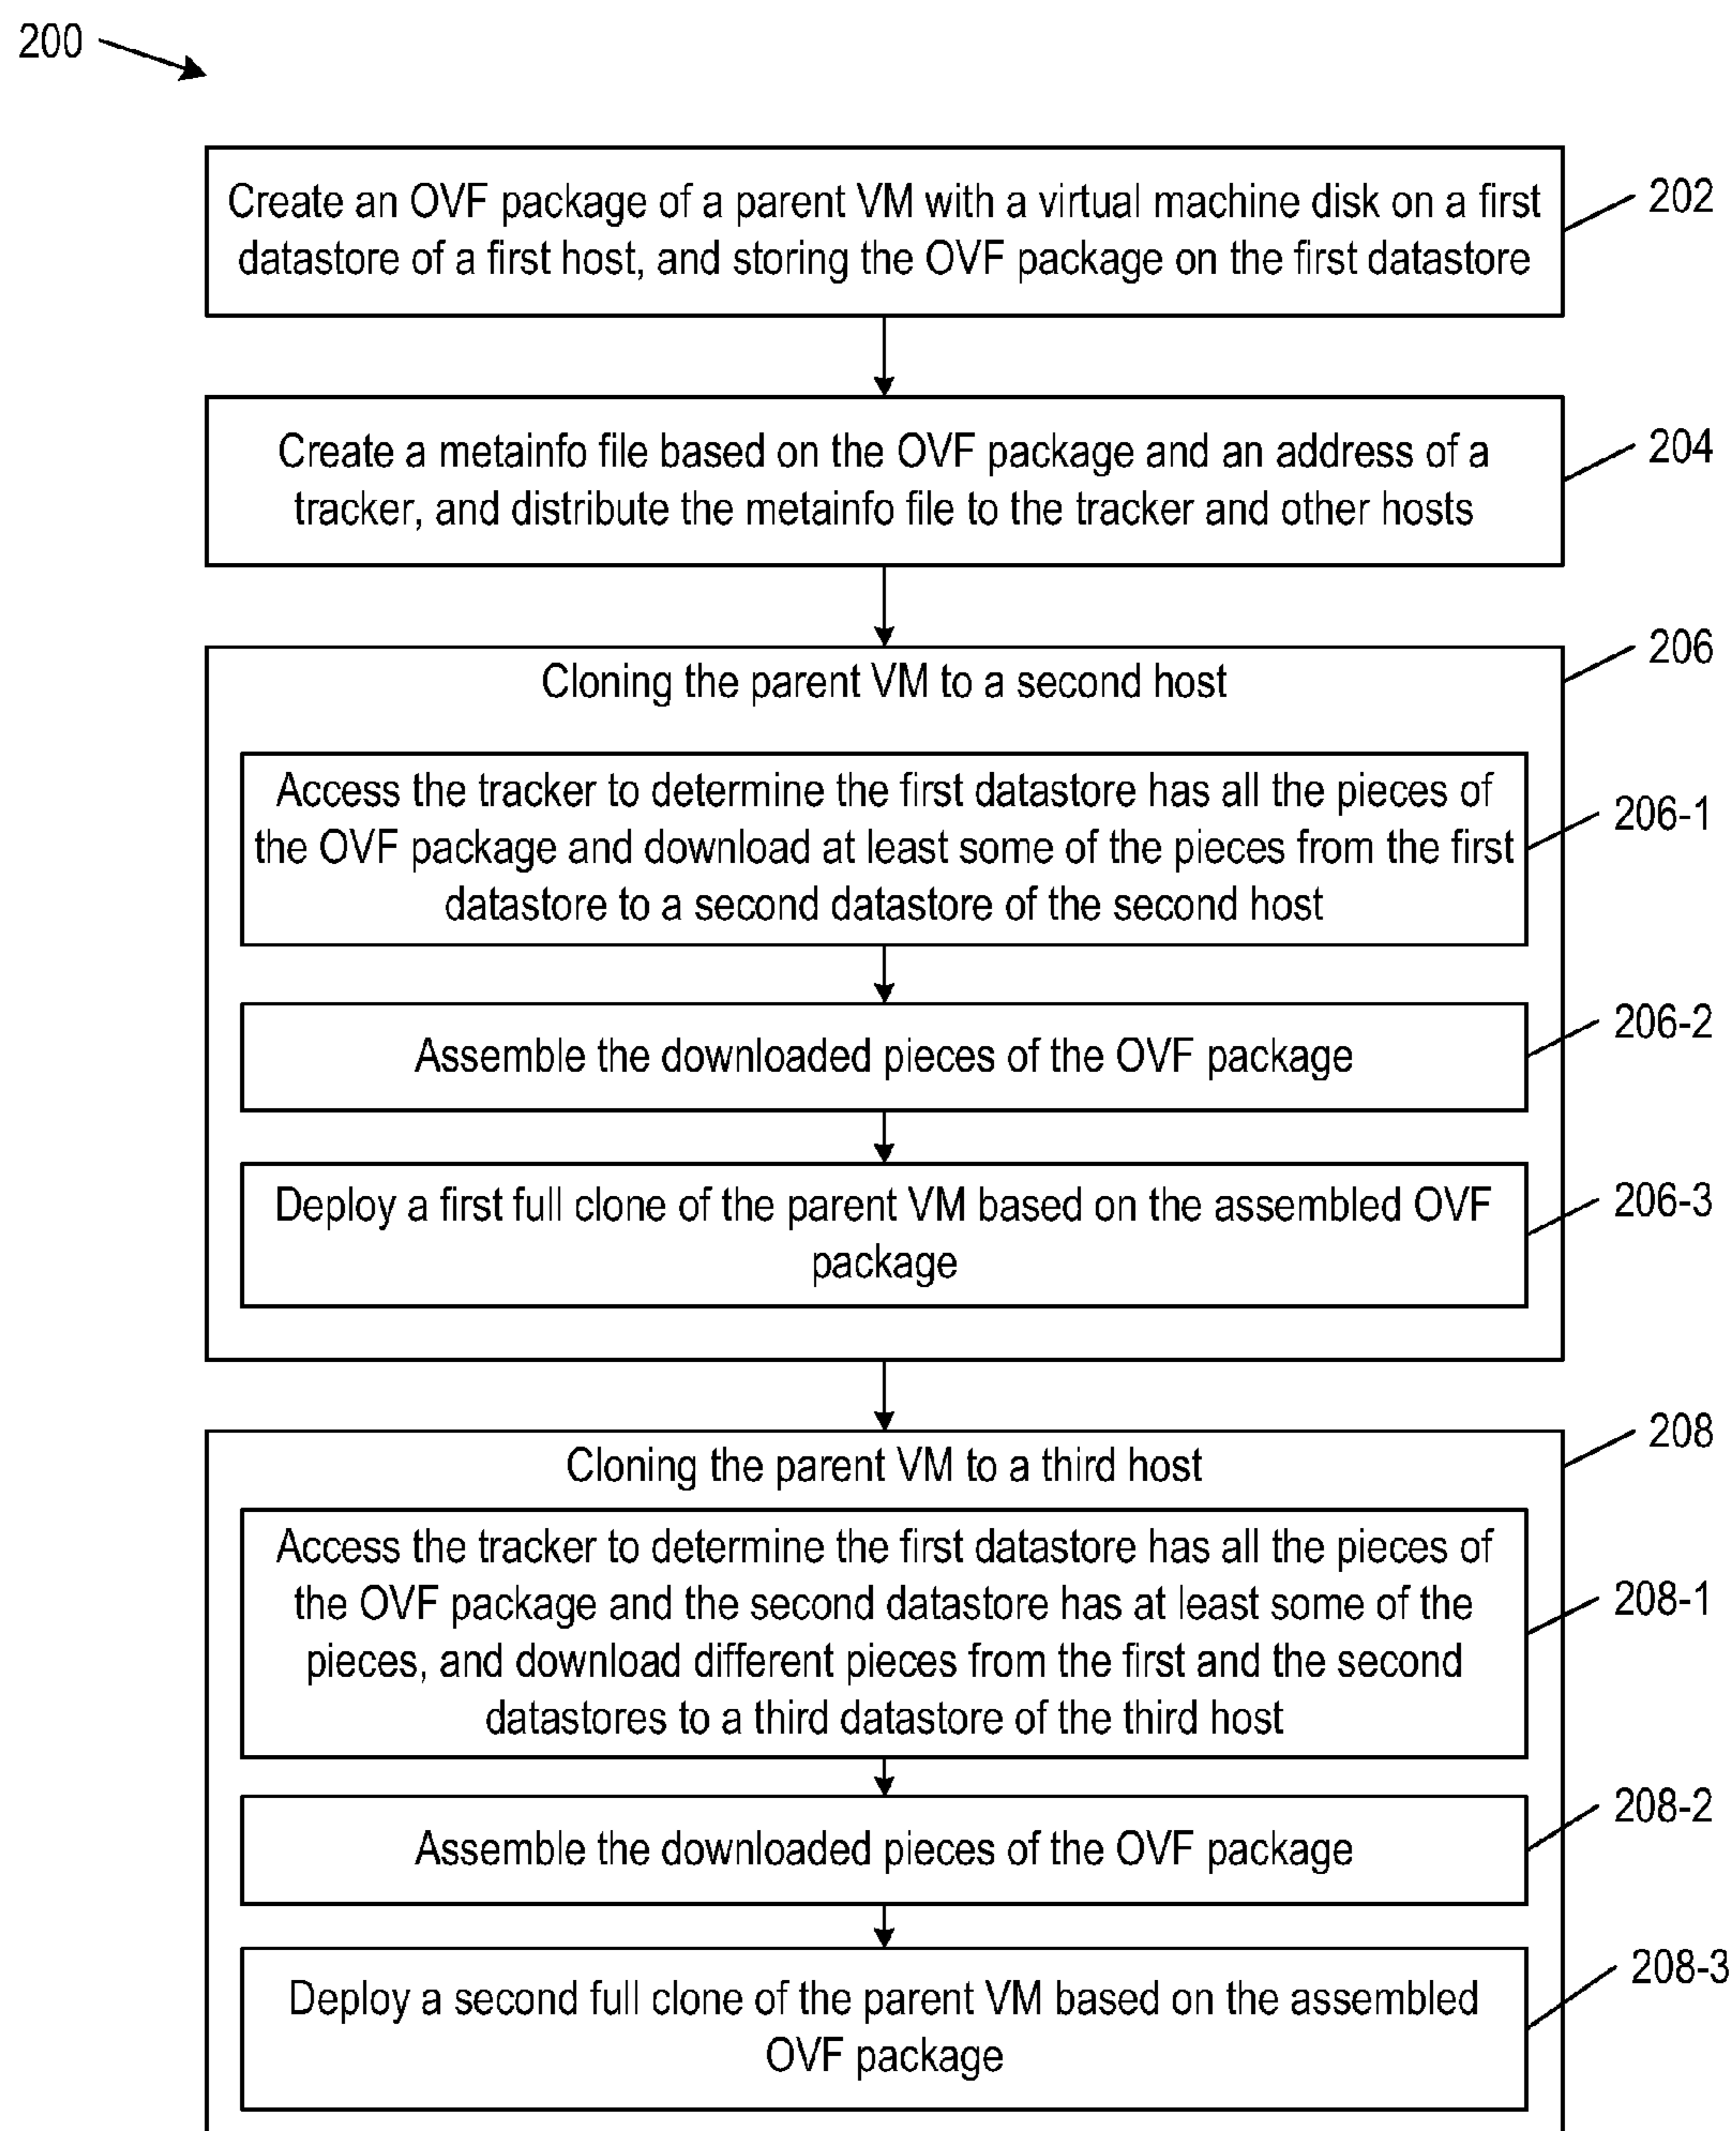 200
Create an OVF package of a parent VM with a virtual machine disk on a first
datastore of a first host, and storing the OVF package on the first datastore
202
Create a metainfo file based on the OVF package and an address of a
tracker, and distribute the metainfo file to the tracker and other hosts
204
206
Cloning the parent VM to a second host
Access the tracker to determine the first datastore has all the pieces of
the OVF package and download at least some of the pieces from the first
datastore to a second datastore of the second host
206-1
Assemble the downloaded pieces of the OVF package
206-2
Deploy a first full clone of the parent VM based on the assembled OVF
package
206-3
208
Cloning the parent VM to a third host
Access the tracker to determine the first datastore has all the pieces of
the OVF package and the second datastore has at least some of the
pieces, and download different pieces from the first and the second
datastores to a third datastore of the third host
208-1
Assemble the downloaded pieces of the OVF package
208-2
Deploy a second full clone of the parent VM based on the assembled
OVF package
208-3